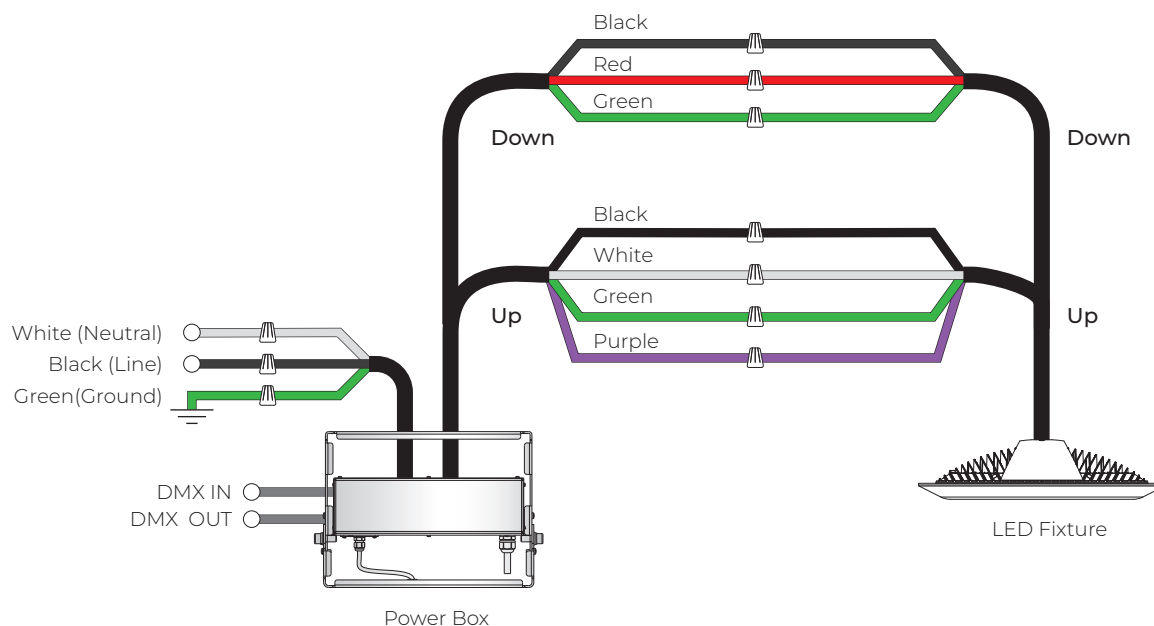 Black
Red
Green
Down
Down
Black
White
Green
Purple
Up
Up
White (Neutral)
Black (Line)
Green(Ground)
DMX IN
DMX OUT
LED Fixture
Power Box